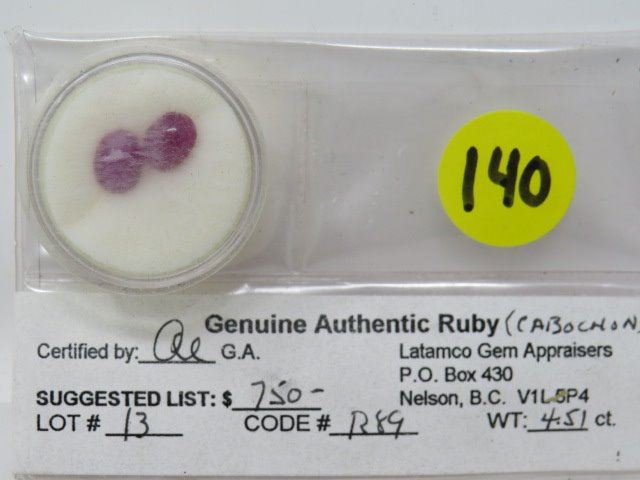 140
Genuine Authentic Ruby (CABOCHON)
Certified by: G.A.
Latamco Gem Appraisers
P.O. Box 430
SUGGESTED LIST: $ 750-
Nelson, B.C. V1L 5P4
LOT # 13 CODE # R89 WT: 4.51 ct.